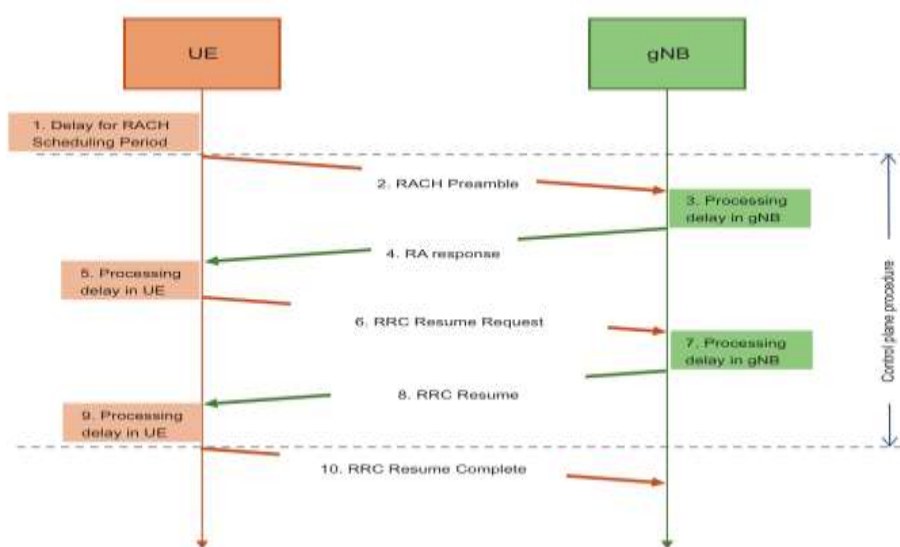 UE
gNB
1. Delay for RACH
Scheduling Period
2. RACH Preamble
3. Processing
delay in gNB
4. RA response
5. Processing
delay in UE
6. RRC Resume Request
7. Processing
delay in gNB
8. RRC Resume
9. Processing
delay in UE
10. RRC Resume Complete
Control plane procedure